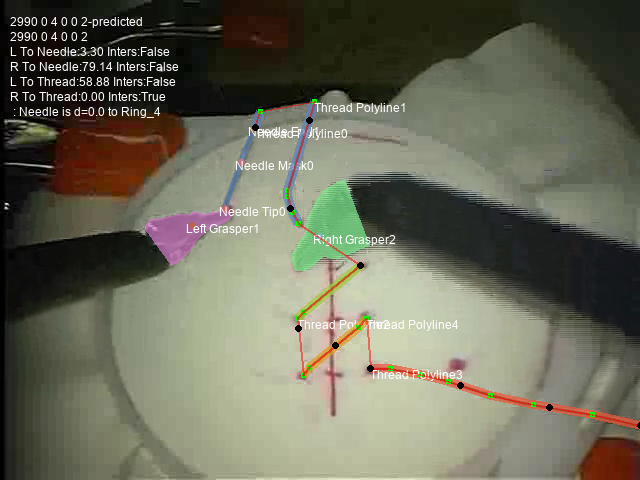 2990 0 4 0 0 2-predicted
2990 0 4 0 0 2
L To Needle:3.30 Inters:False
R To Needle:79.14 Inters:False
L To Thread:58.88 Inters:False
R To Thread:0.00 Inters:True
: Needle is d=0.0 to Ring_4
Thread Polyline1
Thread Polyline0
Needle Mask0
Needle Tip0
Left Grasper1
Right Grasper2
Thread Polyline4
Thread Polyline3